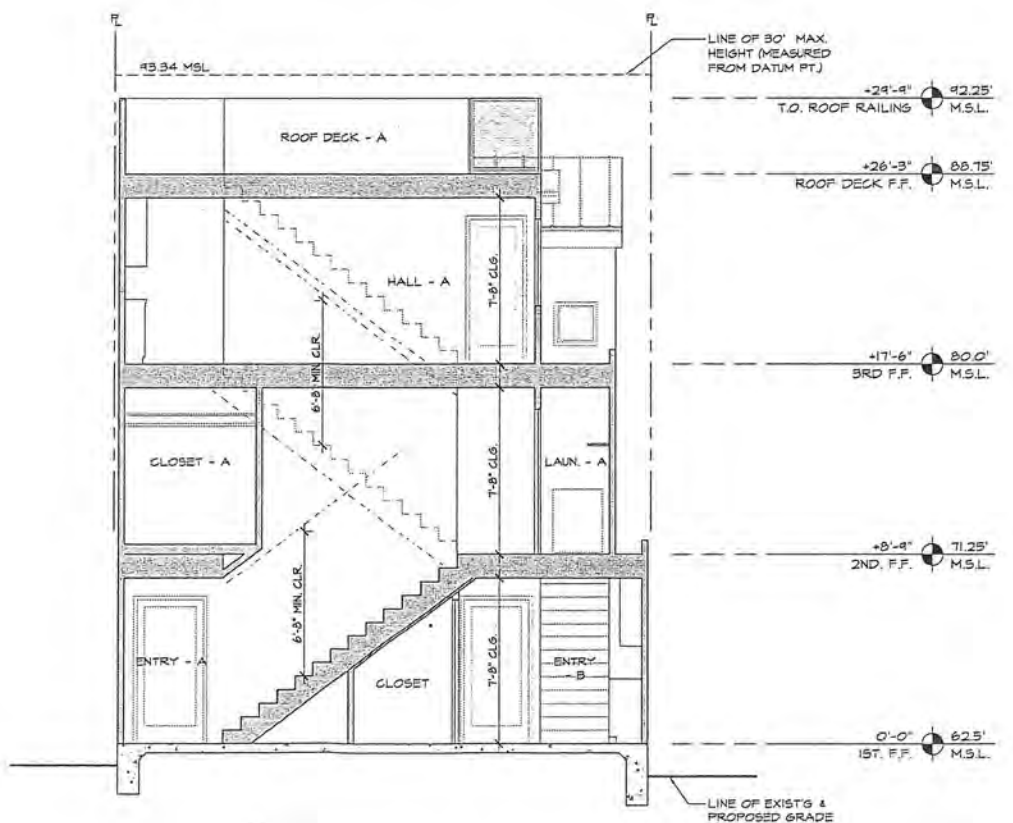 PL
PL
LINE OF 30' MAX.
HEIGHT (MEASURED
FROM DATUM PT.)
93.34 MSL
+29'-9" 92.25'
T.O. ROOF RAILING M.S.L.
ROOF DECK - A
+26'-3" 88.75'
ROOF DECK F.F. M.S.L.
HALL - A
7'-8" CLG.
6'-8" MIN. CLR.
+17'-6" 80.0'
3RD F.F. M.S.L.
CLOSET - A
7'-8" CLG.
LAUN. - A
+8'-9" 71.25'
2ND. F.F. M.S.L.
6'-8" MIN. CLR.
ENTRY - A
CLOSET
7'-8" CLG.
ENTRY
- B
0'-0" 62.5'
1ST. F.F. M.S.L.
LINE OF EXIST'G &
PROPOSED GRADE